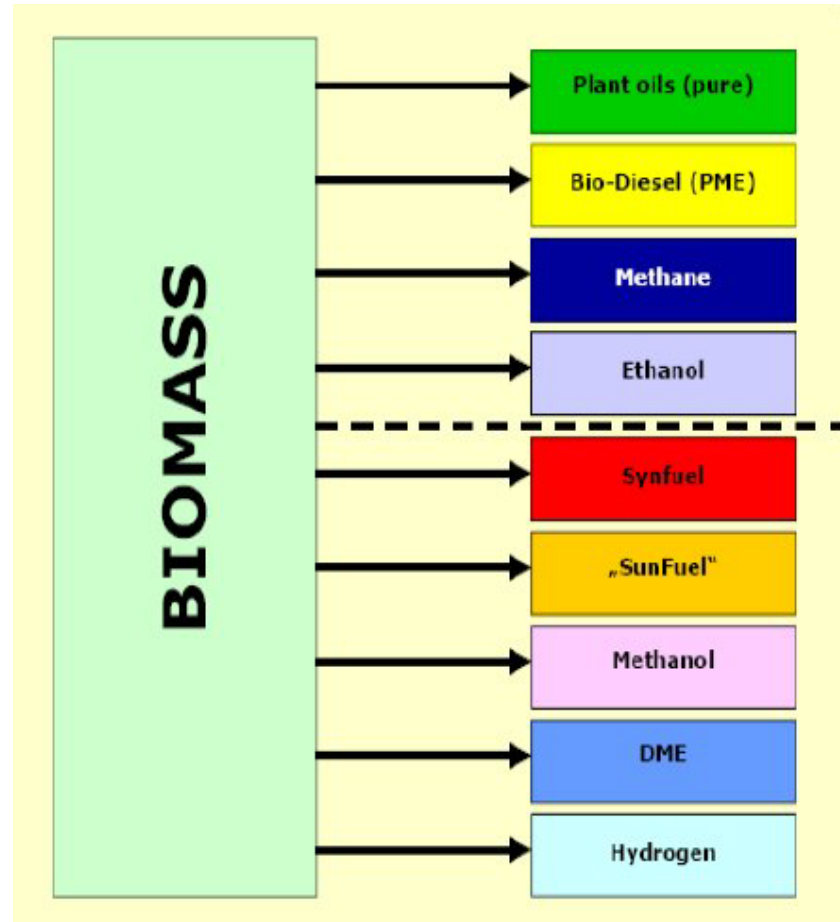 BIOMASS
Plant oils (pure)
Bio-Diesel (PME)
Methane
Ethanol
Synfuel
„SunFuel“
Methanol
DME
Hydrogen